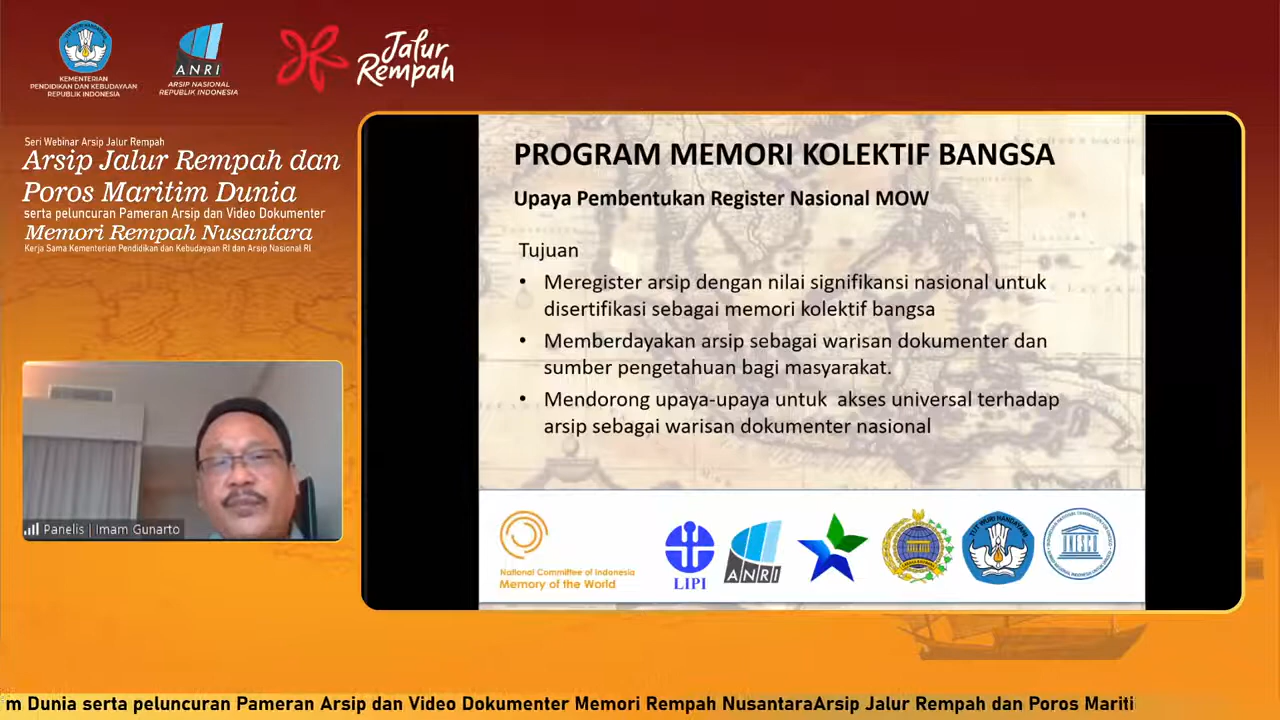 KEMENTERIAN
PENDIDIKAN DAN KEBUDAYAAN
REPUBLIK INDONESIA
ANRI
ARSIP NASIONAL
REPUBLIK INDONESIA
Jalur
Rempah
Seri Webinar Arsip Jalur Rempah
Arsip Jalur Rempah dan
Poros Maritim Dunia
serta peluncuran Pameran Arsip dan Video Dokumenter
Memori Rempah Nusantara
Kerja Sama Kementerian Pendidikan dan Kebudayaan RI dan Arsip Nasional RI
Panelis | Imam Gunarto
PROGRAM MEMORI KOLEKTIF BANGSA
Upaya Pembentukan Register Nasional MOW
Tujuan
• Meregister arsip dengan nilai signifikansi nasional untuk
disertifikasi sebagai memori kolektif bangsa
• Memberdayakan arsip sebagai warisan dokumenter dan
sumber pengetahuan bagi masyarakat.
• Mendorong upaya-upaya untuk akses universal terhadap
arsip sebagai warisan dokumenter nasional
National Committee of Indonesia
Memory of the World
LIPI
ANRI
TUT WURI HANDAYANI
UNESCO
m Dunia serta peluncuran Pameran Arsip dan Video Dokumenter Memori Rempah NusantaraArsip Jalur Rempah dan Poros Mariti